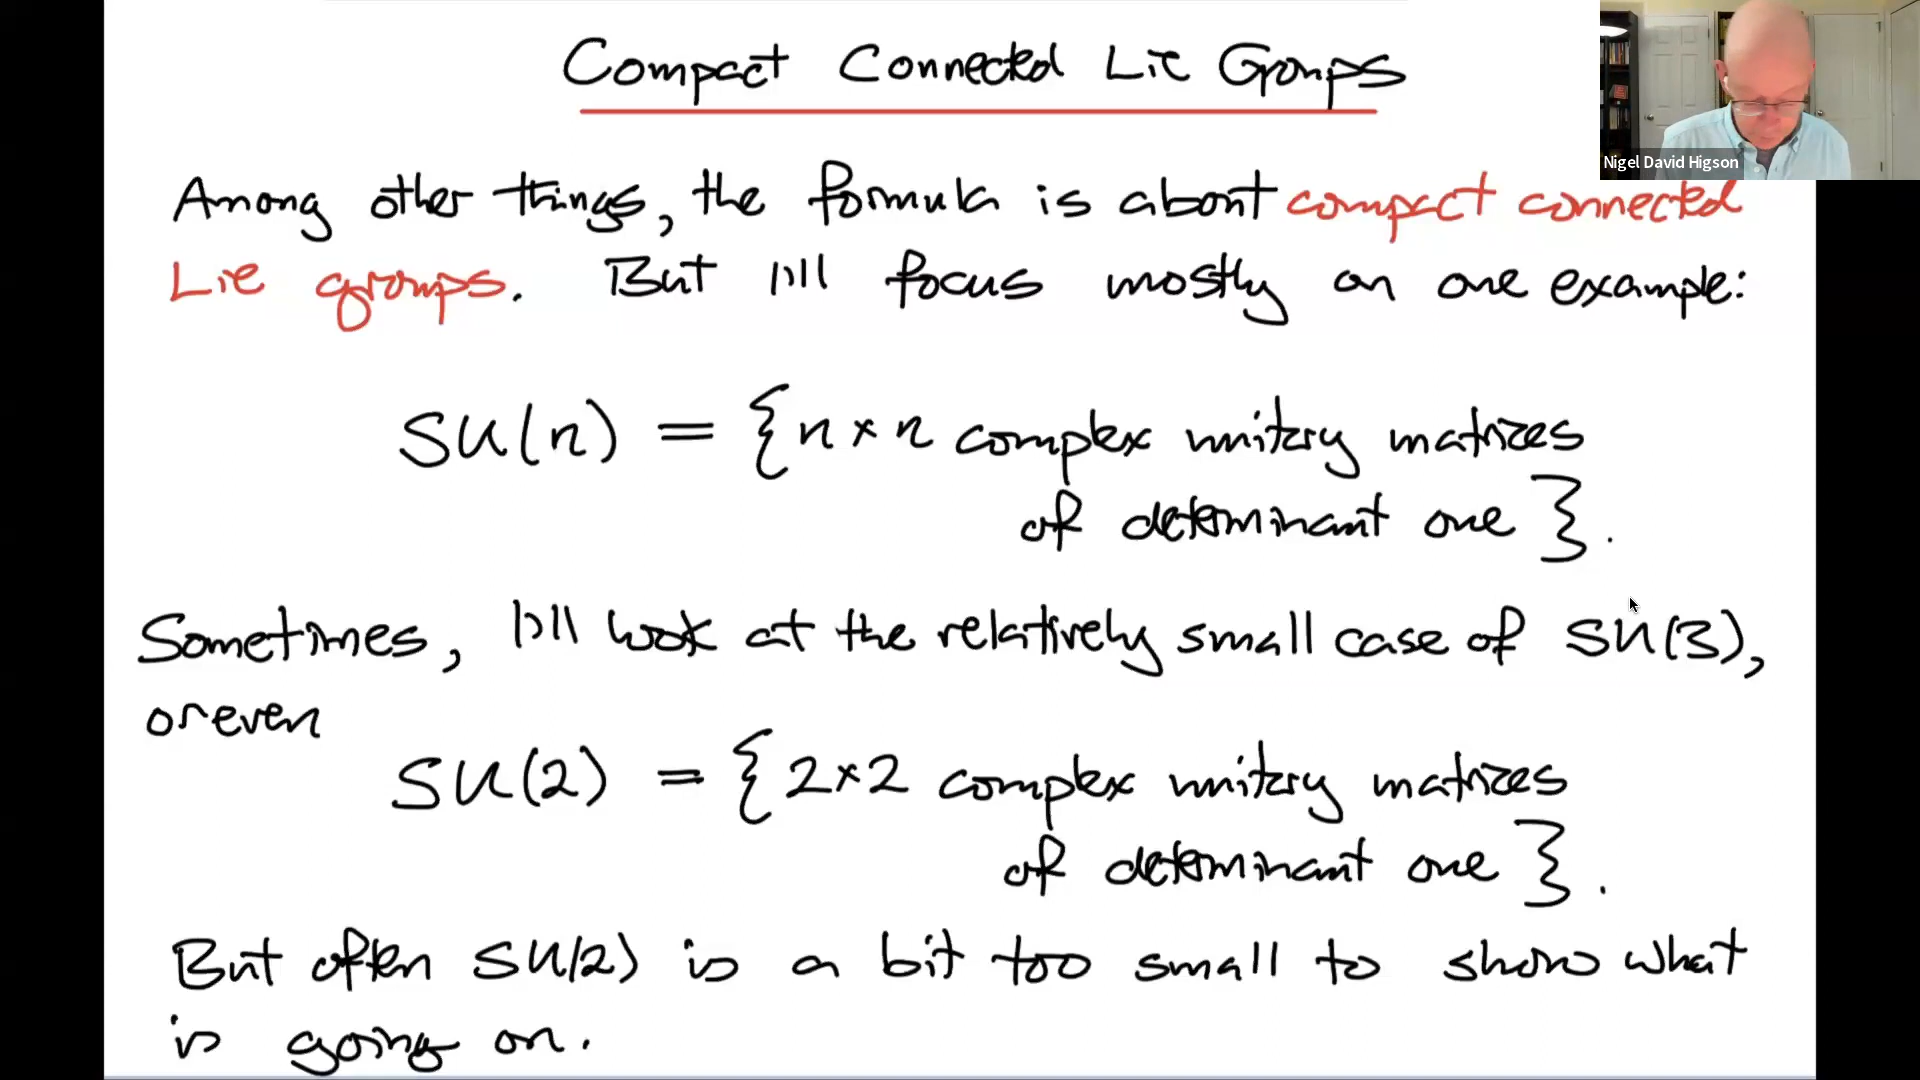 Compact Connected Lie Groups
Nigel David Higson
Among other things, the formula is about compact connected
Lie groups. But I'll focus mostly on one example:
SU(n) = {n×n complex unitary matrices
of determinant one}.
Sometimes, I'll look at the relatively small case of SU(3),
or even
SU(2) = {2×2 complex unitary matrices
of determinant one}.
But often SU(2) is a bit too small to show what
is going on.